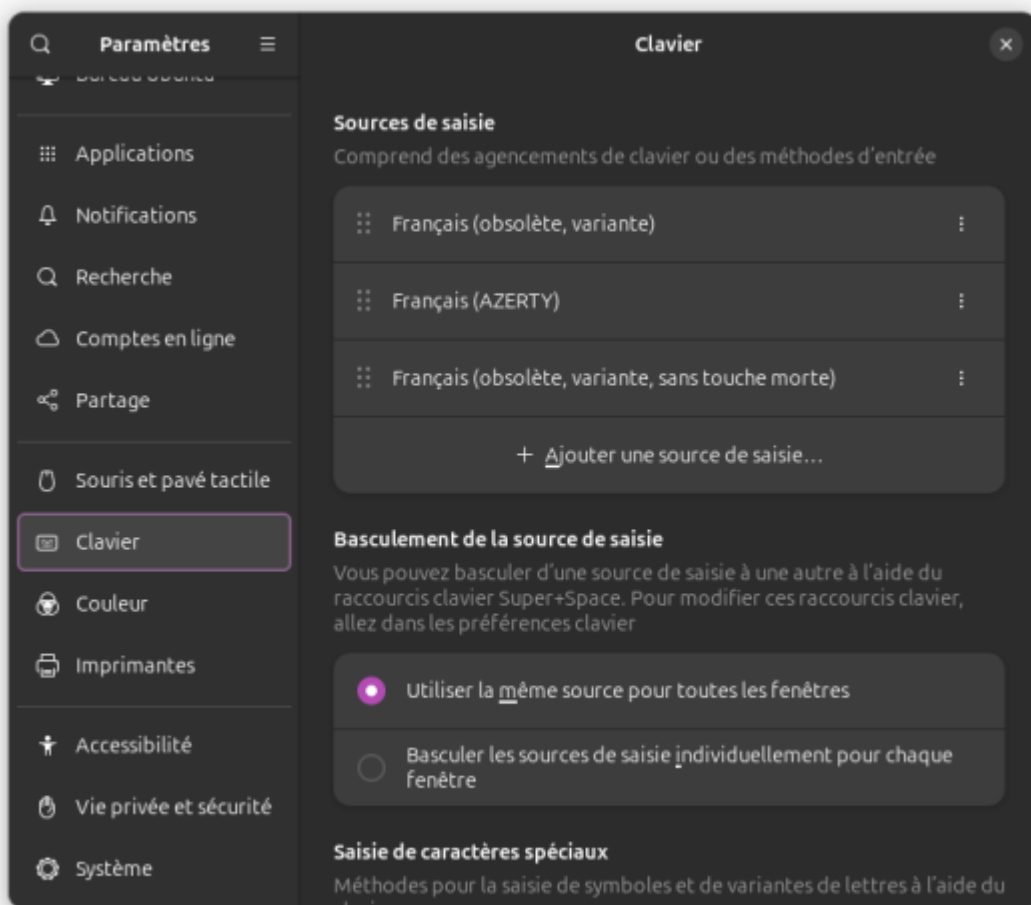 Paramètres
Bureau Ubuntu
Applications
Notifications
Recherche
Comptes en ligne
Partage
Souris et pavé tactile
Clavier
Couleur
Imprimantes
Accessibilité
Vie privée et sécurité
Système
Clavier
Sources de saisie
Comprend des agencements de clavier ou des méthodes d'entrée
Français (obsolète, variante)
Français (AZERTY)
Français (obsolète, variante, sans touche morte)
+ Ajouter une source de saisie…
Basculement de la source de saisie
Vous pouvez basculer d'une source de saisie à une autre à l'aide du
raccourcis clavier Super+Space. Pour modifier ces raccourcis clavier,
allez dans les préférences clavier
Utiliser la même source pour toutes les fenêtres
Basculer les sources de saisie individuellement pour chaque
fenêtre
Saisie de caractères spéciaux
Méthodes pour la saisie de symboles et de variantes de lettres à l'aide du